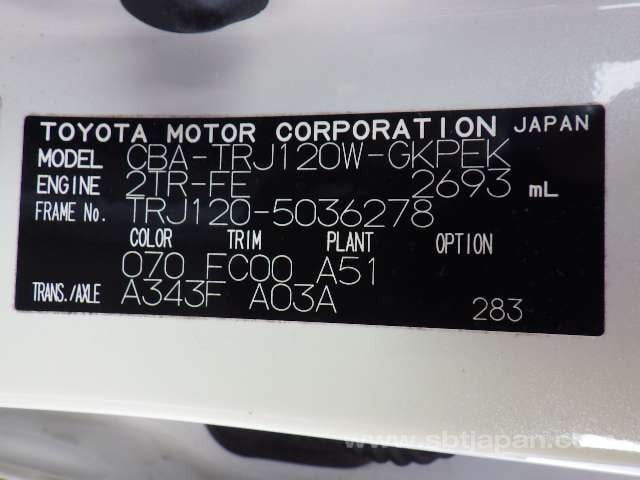 TOYOTA MOTOR CORPORATION JAPAN
MODEL CBA-TRJ120W-GKPEK
ENGINE 2TR-FE 2693 mL
FRAME No. TRJ120-5036278
COLOR TRIM PLANT OPTION
070 FC00 A51
TRANS./AXLE A343F A03A 283
www.sbtjapan.com